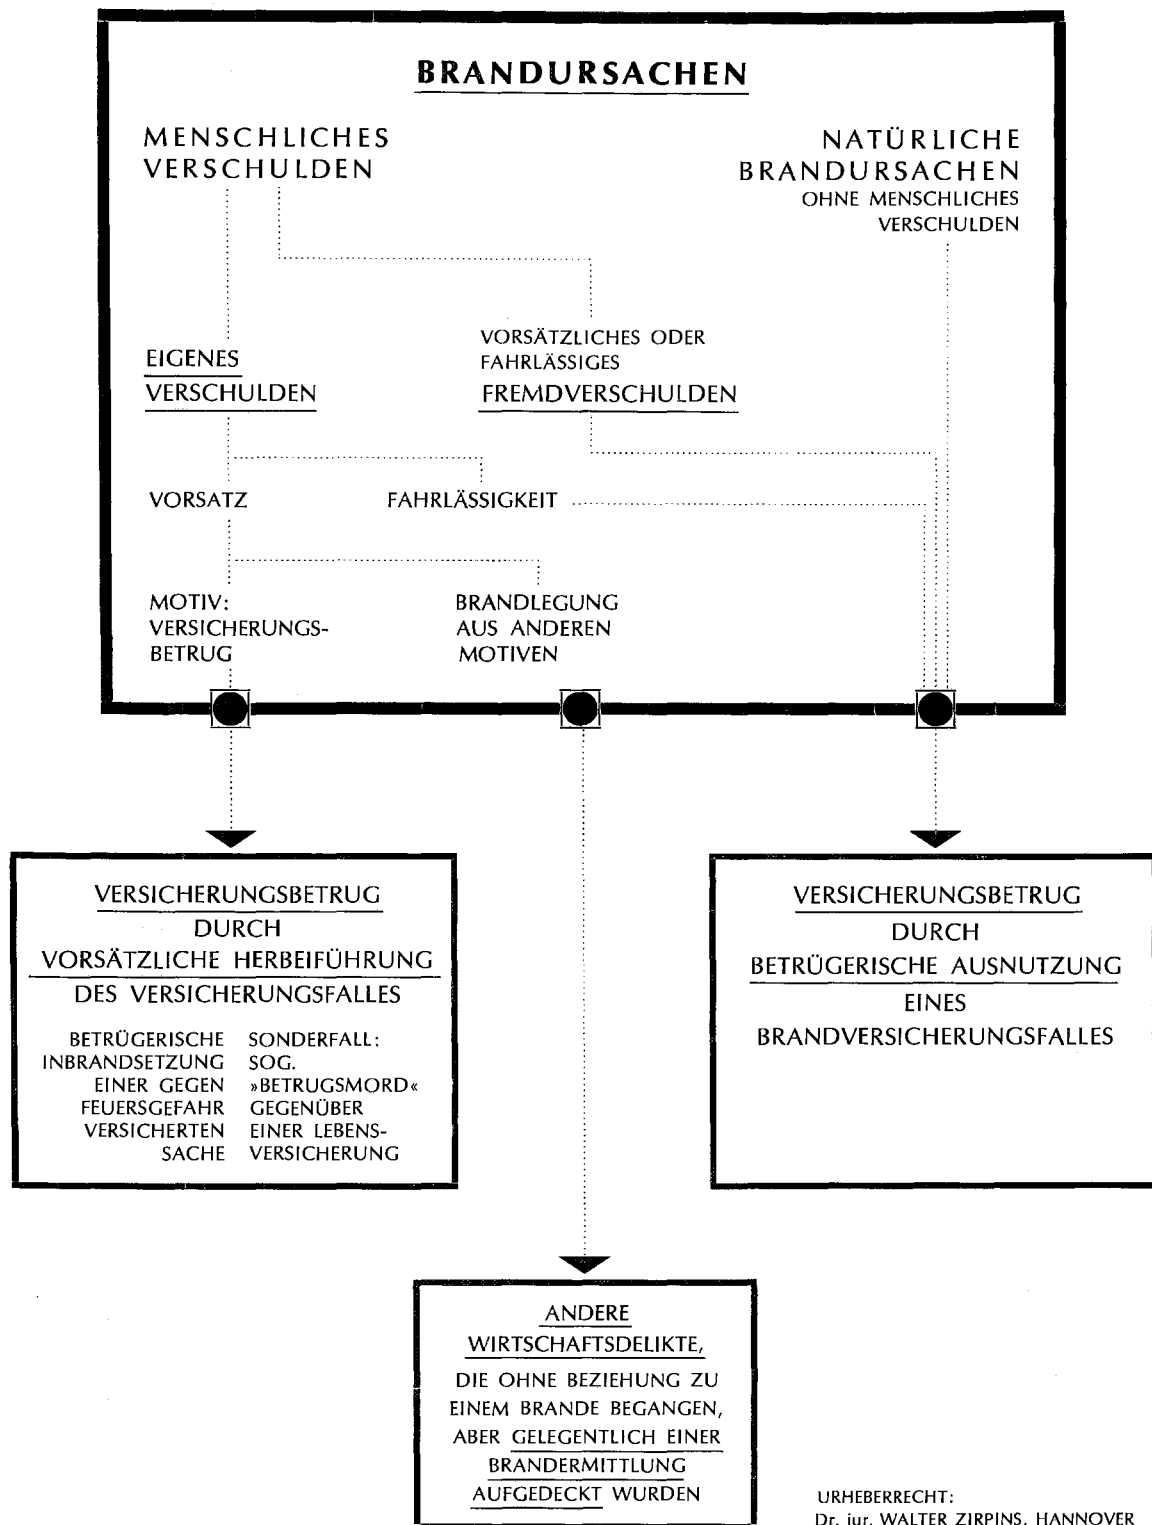 BRANDURSACHEN
MENSCHLICHES
VERSCHULDEN
NATÜRLICHE
BRANDURSACHEN
OHNE MENSCHLICHES
VERSCHULDEN
EIGENES
VERSCHULDEN
VORSÄTZLICHES ODER
FAHRLÄSSIGES
FREMDVERSCHULDEN
VORSATZ
FAHRLÄSSIGKEIT
MOTIV:
VERSICHERUNGS-
BETRUG
BRANDLEGUNG
AUS ANDEREN
MOTIVEN
VERSICHERUNGSBETRUG
DURCH
VORSÄTZLICHE HERBEIFÜHRUNG
DES VERSICHERUNGSFALLES
BETRÜGERISCHE
INBRANDSETZUNG
EINER GEGEN
FEUERSGEFAHR
VERSICHERTEN
SACHE
SONDERFALL:
SOG.
»BETRUGSMORD«
GEGENÜBER
EINER LEBENS-
VERSICHERUNG
VERSICHERUNGSBETRUG
DURCH
BETRÜGERISCHE AUSNUTZUNG
EINES
BRANDVERSICHERUNGSFALLES
ANDERE
WIRTSCHAFTSDELIKTE,
DIE OHNE BEZIEHUNG ZU
EINEM BRANDE BEGANGEN,
ABER GELEGENTLICH EINER
BRANDERMITTLUNG
AUFGEDECKT WURDEN
URHEBERRECHT:
Dr. jur. WALTER ZIRPINS, HANNOVER